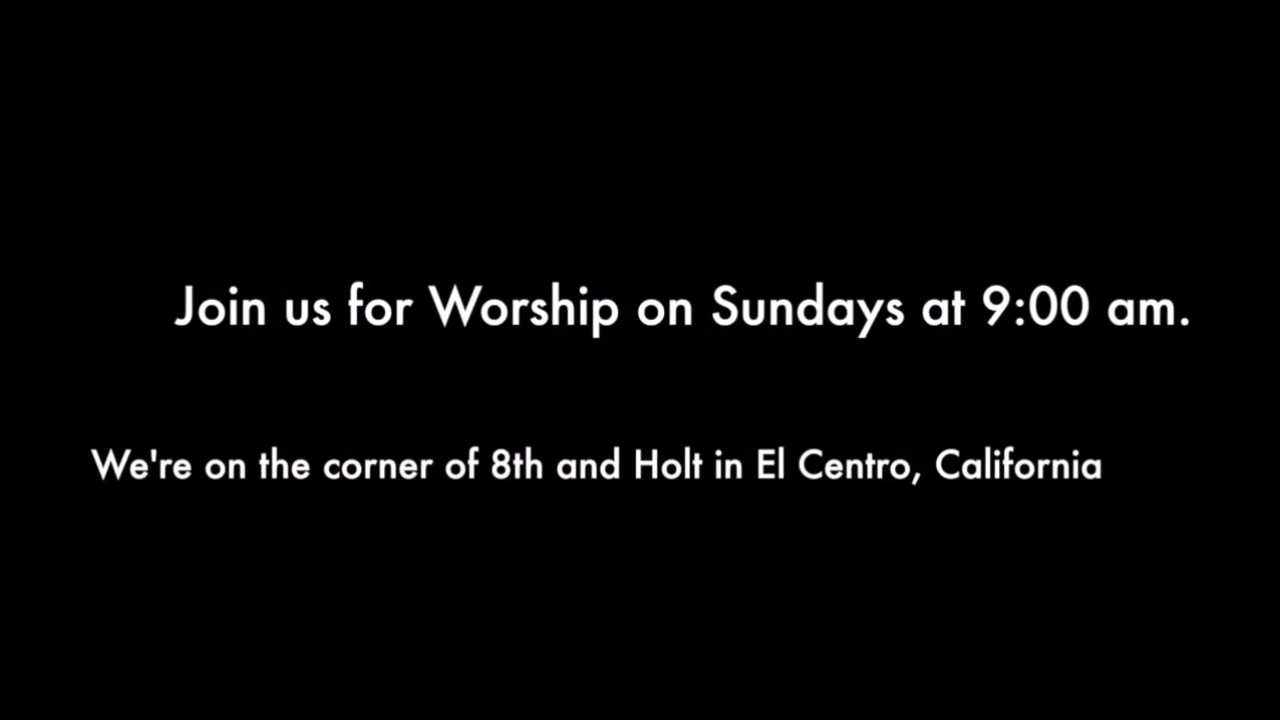 Join us for Worship on Sundays at 9:00 am.
We're on the corner of 8th and Holt in El Centro, California